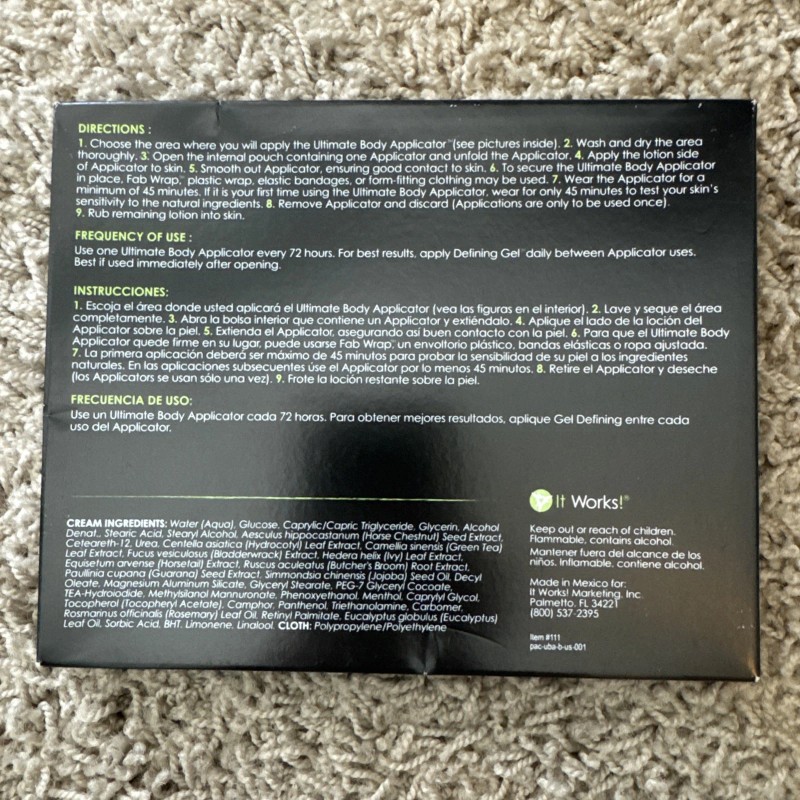 DIRECTIONS :
1. Choose the area where you will apply the Ultimate Body Applicator™ (see pictures inside). 2. Wash and dry the area
thoroughly. 3. Open the internal pouch containing one Applicator and unfold the Applicator. 4. Apply the lotion side
of Applicator to skin. 5. Smooth out Applicator, ensuring good contact to skin. 6. To secure the Ultimate Body Applicator
in place, Fab Wrap,™ plastic wrap, elastic bandages, or form-fitting clothing may be used. 7. Wear the Applicator for a
minimum of 45 minutes. If it is your first time using the Ultimate Body Applicator, wear for only 45 minutes to test your skin's
sensitivity to the natural ingredients. 8. Remove Applicator and discard (Applications are only to be used once).
9. Rub remaining lotion into skin.
FREQUENCY OF USE :
Use one Ultimate Body Applicator every 72 hours. For best results, apply Defining Gel™ daily between Applicator uses.
Best if used immediately after opening.
INSTRUCCIONES:
1. Escoja el área donde usted aplicará el Ultimate Body Applicator (vea las figuras en el interior). 2. Lave y seque el área
completamente. 3. Abra la bolsa interior que contiene un Applicator y extiéndalo. 4. Aplique el lado de la loción del
Applicator sobre la piel. 5. Extienda el Applicator, asegurando así buen contacto con la piel. 6. Para que el Ultimate Body
Applicator quede firme en su lugar, puede usarse Fab Wrap,™ un envoltorio plástico, bandas elásticas o ropa ajustada.
7. La primera aplicación deberá ser máximo de 45 minutos para probar la sensibilidad de su piel a los ingredientes
naturales. En las aplicaciones subsecuentes use el Applicator por lo menos 45 minutos. 8. Retire el Applicator y deseche
(los Applicators se usan sólo una vez). 9. Frote la loción restante sobre la piel.
FRECUENCIA DE USO:
Use un Ultimate Body Applicator cada 72 horas. Para obtener mejores resultados, aplique Gel Defining entre cada
uso del Applicator.
CREAM INGREDIENTS: Water (Aqua), Glucose, Caprylic/Capric Triglyceride, Glycerin, Alcohol
Denat., Stearic Acid, Stearyl Alcohol, Aesculus hippocastanum (Horse Chestnut) Seed Extract,
Ceteareth-12, Urea, Centella asiatica (Hydrocotyl) Leaf Extract, Camellia sinensis (Green Tea)
Leaf Extract, Fucus vesiculosus (Bladderwrack) Extract, Hedera helix (Ivy) Leaf Extract,
Equisetum arvense (Horsetail) Extract, Ruscus aculeatus (Butcher's Broom) Root Extract,
Paullinia cupana (Guarana) Seed Extract, Simmondsia chinensis (Jojoba) Seed Oil, Decyl
Oleate, Magnesium Aluminum Silicate, Glyceryl Stearate, PEG-7 Glyceryl Cocoate,
TEA-Hydroiodide, Methylsilanol Mannuronate, Phenoxyethanol, Menthol, Caprylyl Glycol,
Tocopherol (Tocopheryl Acetate), Camphor, Panthenol, Triethanolamine, Carbomer,
Rosmarinus officinalis (Rosemary) Leaf Oil, Retinyl Palmitate, Eucalyptus globulus (Eucalyptus)
Leaf Oil, Sorbic Acid, BHT, Limonene, Linalool. CLOTH: Polypropylene/Polyethylene
It Works!®
Keep out or reach of children.
Flammable, contains alcohol.
Mantener fuera del alcance de los
niños. Inflamable, contiene alcohol.
Made in Mexico for:
It Works! Marketing, Inc.
Palmetto, FL 34221
(800) 537-2395
Item #111
pac-uba-b-us-001